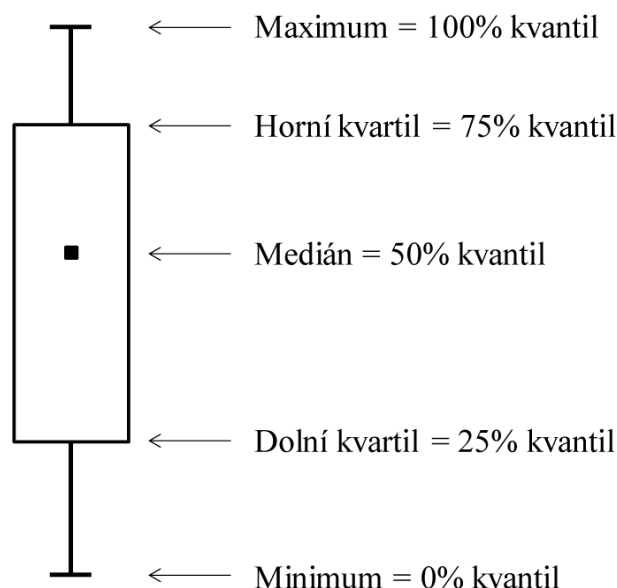 Maximum = 100% kvantil
Horní kvartil = 75% kvantil
Medián = 50% kvantil
Dolní kvartil = 25% kvantil
Minimum = 0% kvantil